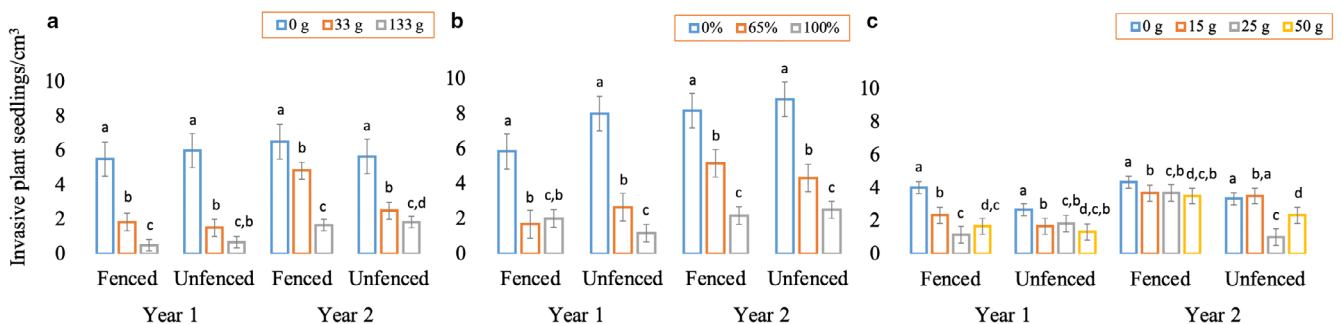 a
0 g 33 g 133 g
Invasive plant seedlings/cm³
10
8
6
4
2
0
a
b
c
a
b
c,b
a
b
c
a
b
c,d
Fenced Unfenced Fenced Unfenced
Year 1 Year 2
b
0% 65% 100%
10
8
6
4
2
0
a
b
c,b
a
b
c
a
b
c
a
b
c
Fenced Unfenced Fenced Unfenced
Year 1 Year 2
c
0 g 15 g 25 g 50 g
10
8
6
4
2
0
a
b
c
d,c
a
b
c,b
d,c,b
a
b
c,b
d,c,b
a
b,a
c
d
Fenced Unfenced Fenced Unfenced
Year 1 Year 2